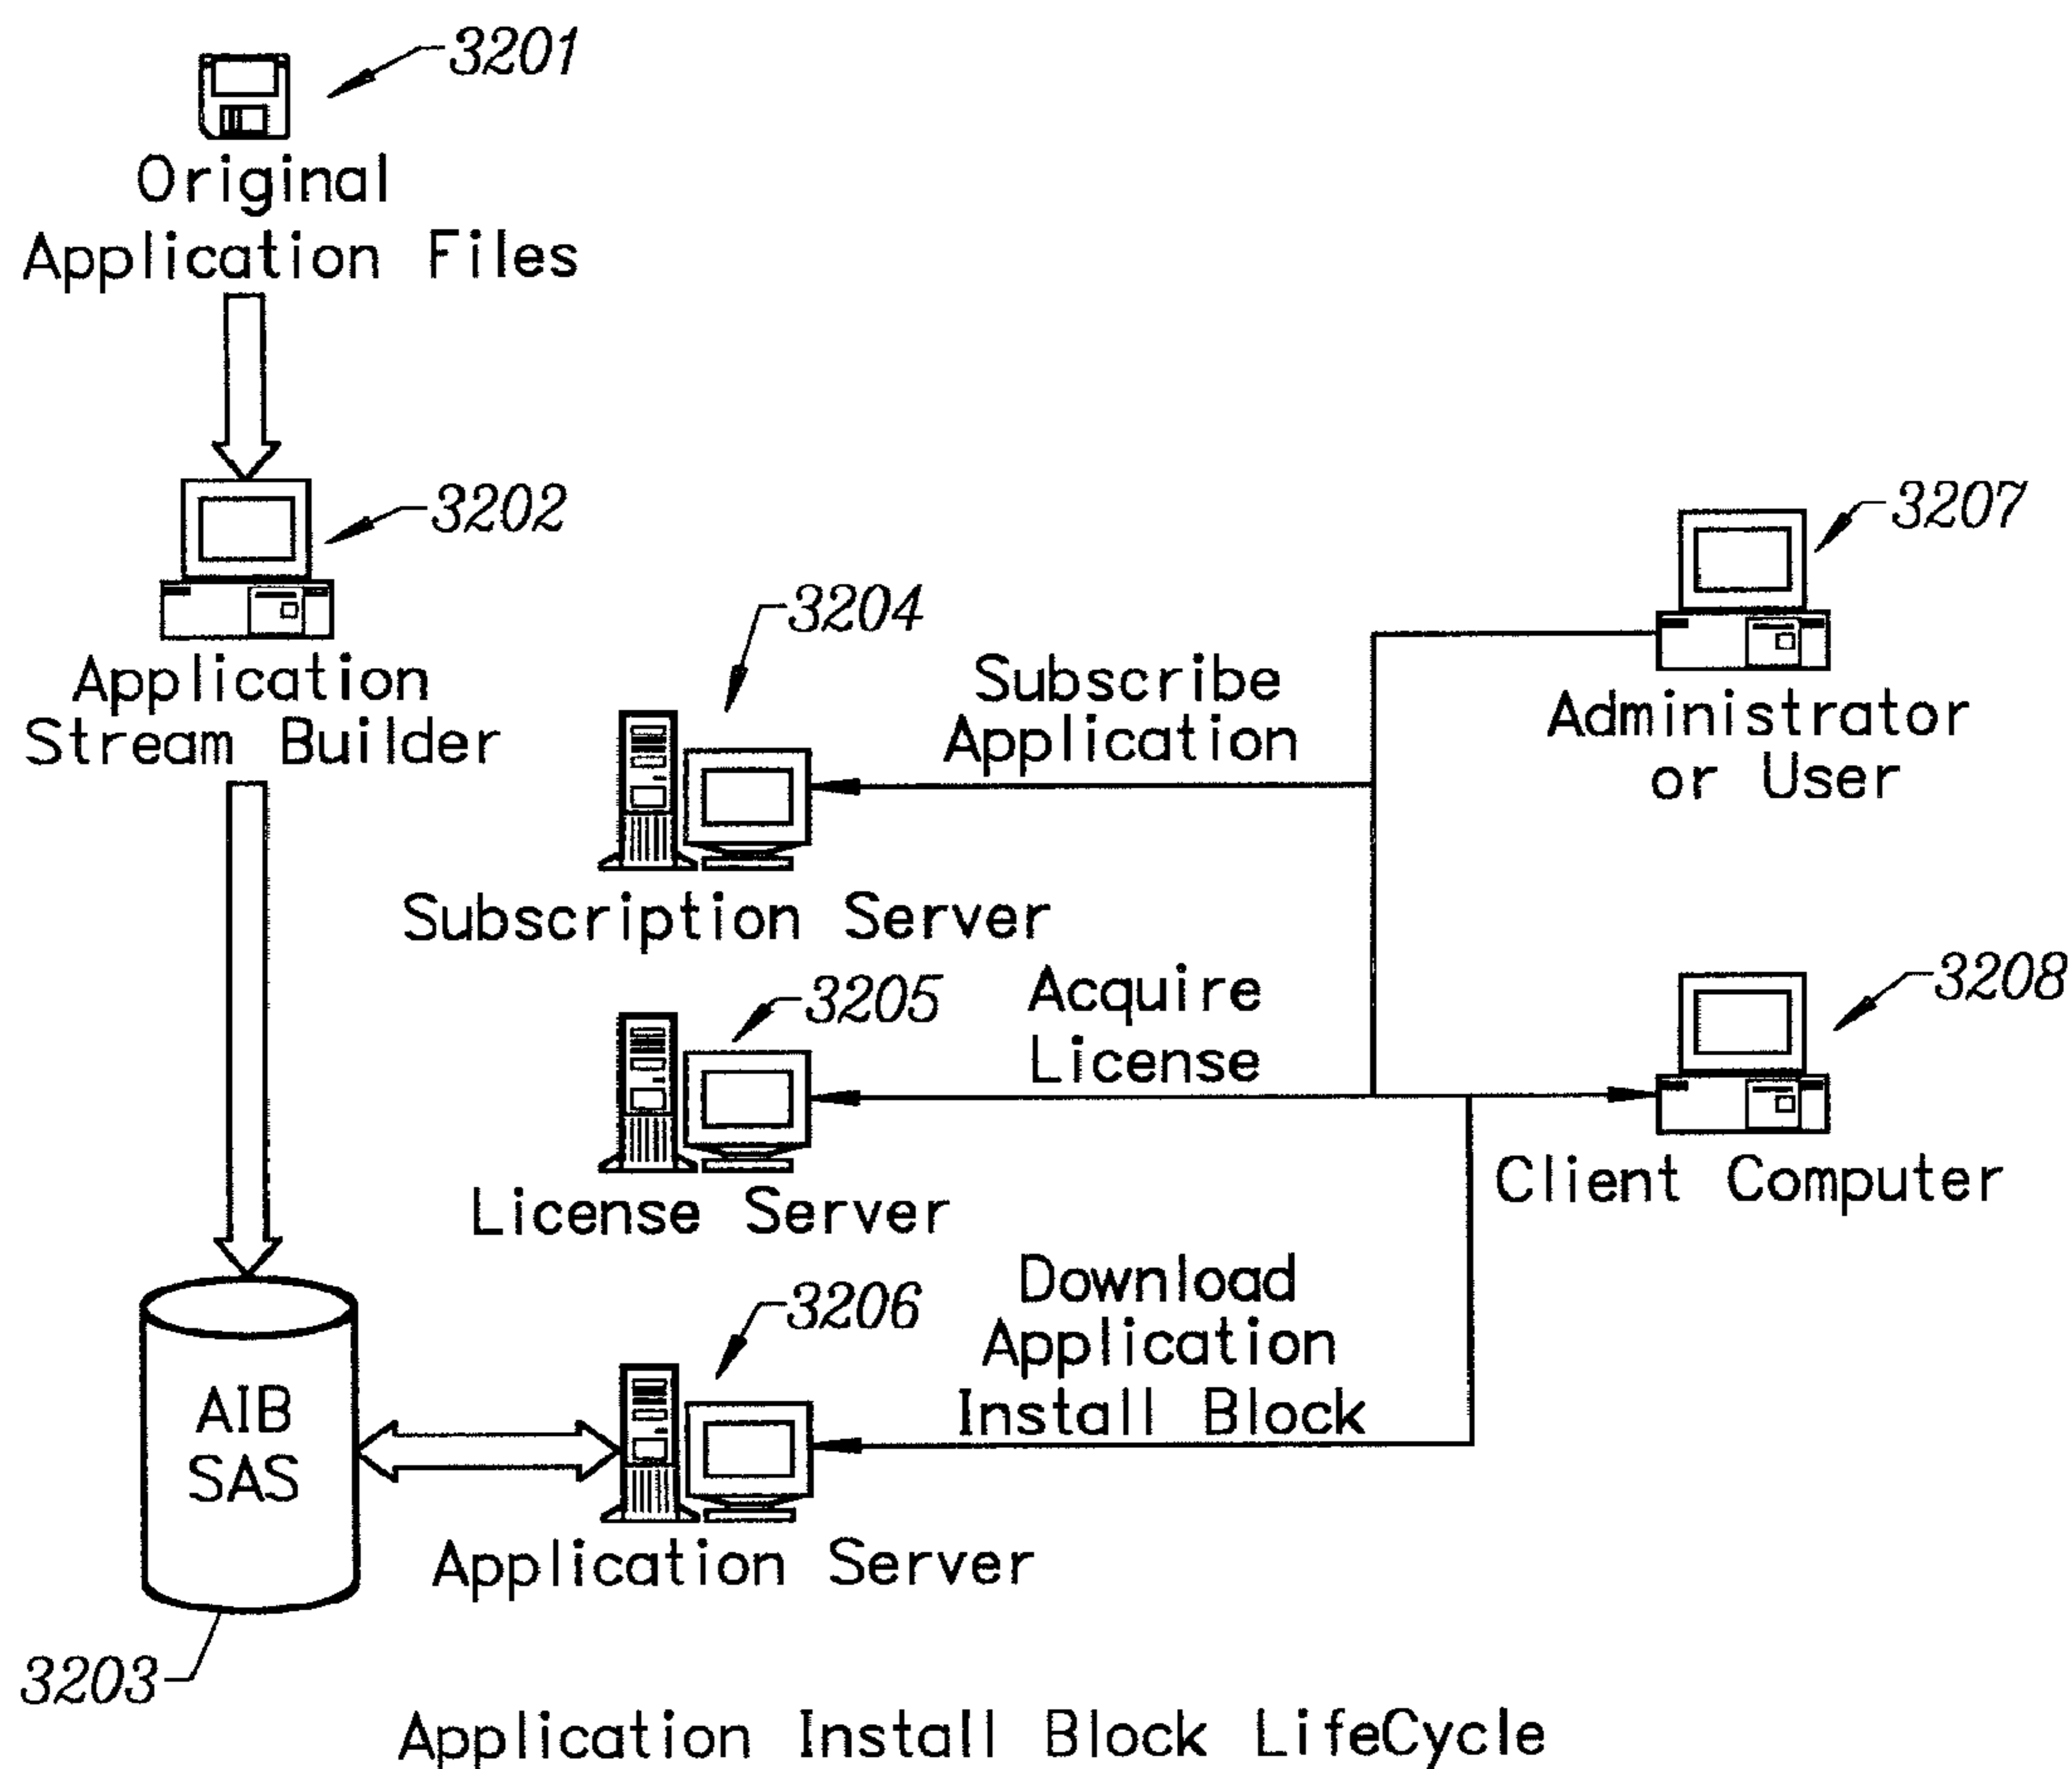 3201
Original
Application Files
3202
Application
Stream Builder
3204
Subscribe
Application
3207
Administrator
or User
Subscription Server
3205
Acquire
License
3208
Client Computer
License Server
3206
Download
Application
Install Block
AIB
SAS
Application Server
3203
Application Install Block LifeCycle